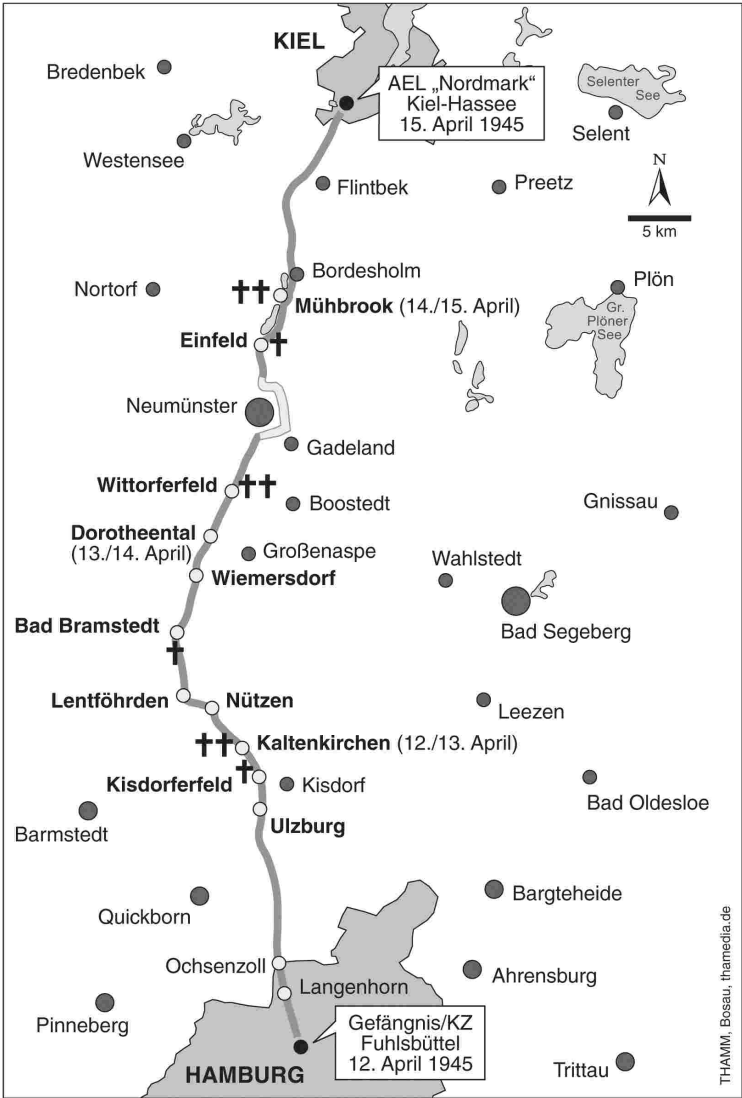 KIEL
Bredenbek
AEL „Nordmark“
Kiel-Hassee
15. April 1945
Selenter
See
Selent
Westensee
N
5 km
Flintbek
Preetz
Bordesholm
Nortorf
Mühbrook (14./15. April)
Plön
Gr.
Plöner
See
Einfeld
Neumünster
Gadeland
Wittorferfeld
Boostedt
Gnissau
Dorotheental
(13./14. April)
Großenaspe
Wahlstedt
Wiemersdorf
Bad Bramstedt
Bad Segeberg
Lentföhrden
Nützen
Leezen
Kaltenkirchen (12./13. April)
Kisdorferfeld
Kisdorf
Bad Oldesloe
Barmstedt
Ulzburg
Quickborn
Bargteheide
Ochsenzoll
Langenhorn
Ahrensburg
Pinneberg
Gefängnis/KZ
Fuhlsbüttel
12. April 1945
HAMBURG
Trittau
THAMM, Bosau, thamedia.de